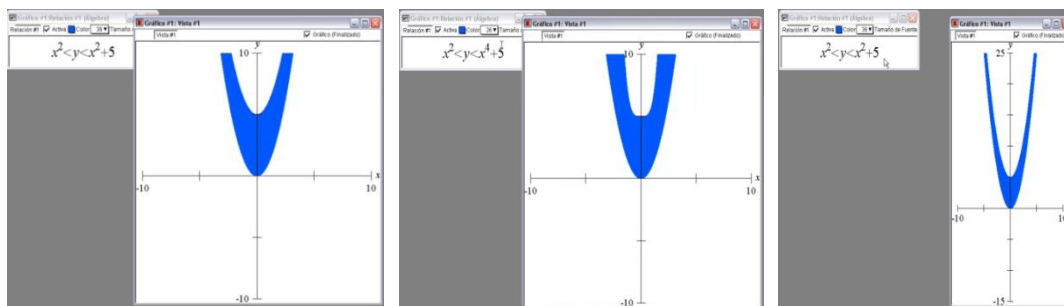 Gráfico #1: Relación #1 (Álgebra)
Relación #1 Activa Color 36 Tamaño
x²<y<x²+5
Gráfico #1: Vista #1
Vista #1 Gráfico (Finalizado)
y
10
x
-10 10
-10
Gráfico #1: Relación #1 (Álgebra)
Relación #1 Activa Color 26 Tamaño de Fuente
x²<y<x⁴+5
Gráfico #1: Vista #1
Vista #1 Gráfico (Finalizado)
y
10
x
-10 10
-10
Gráfico #1: Relación #1 (Álgebra)
Relación #1 Activa Color 36 Tamaño de Fuente
x²<y<x²+5
Gráfico #1: Vista #1
Vista #1 Gráfico (Finalizado)
y
25
-10 10
-15